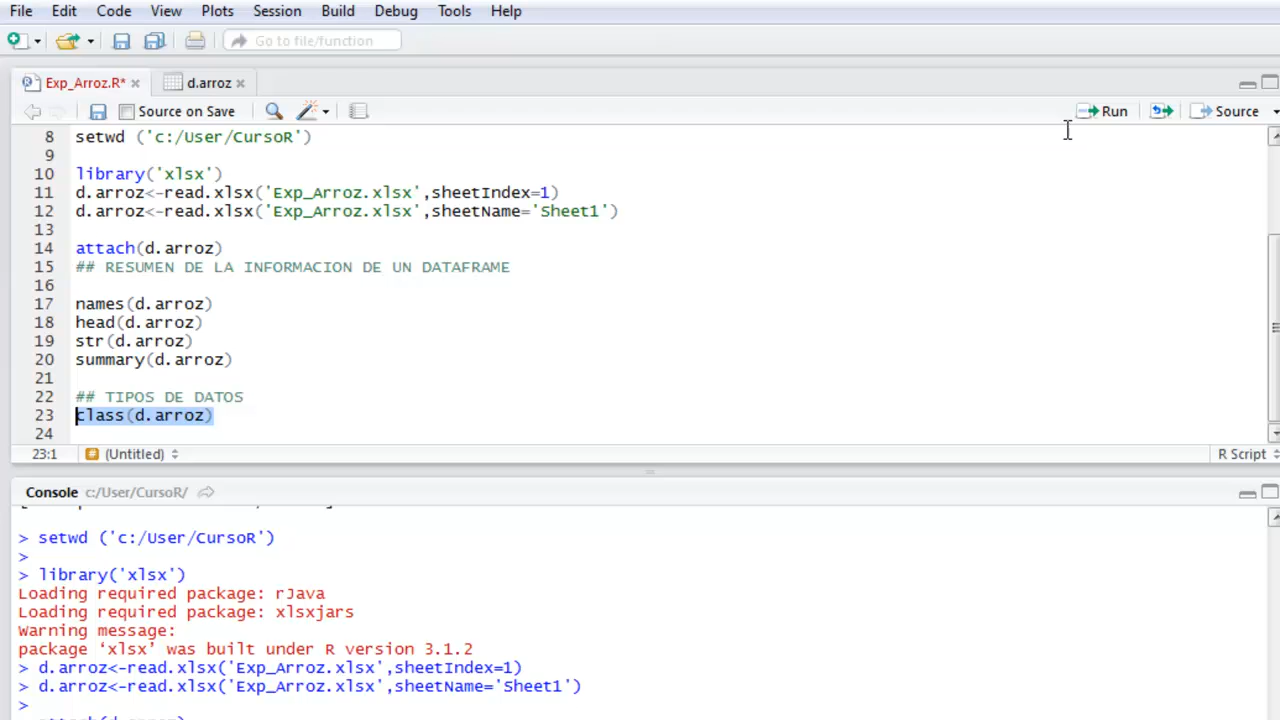 File Edit Code View Plots Session Build Debug Tools Help
Go to file/function
Exp_Arroz.R* d.arroz
Source on Save Run Source
8 setwd ('c:/User/CursoR')
9
10 library('xlsx')
11 d.arroz<-read.xlsx('Exp_Arroz.xlsx',sheetIndex=1)
12 d.arroz<-read.xlsx('Exp_Arroz.xlsx',sheetName='Sheet1')
13
14 attach(d.arroz)
15 ## RESUMEN DE LA INFORMACION DE UN DATAFRAME
16
17 names(d.arroz)
18 head(d.arroz)
19 str(d.arroz)
20 summary(d.arroz)
21
22 ## TIPOS DE DATOS
23 class(d.arroz)
24
23:1 (Untitled) R Script
Console c:/User/CursoR/
> setwd ('c:/User/CursoR')
>
> library('xlsx')
Loading required package: rJava
Loading required package: xlsxjars
Warning message:
package ‘xlsx’ was built under R version 3.1.2
> d.arroz<-read.xlsx('Exp_Arroz.xlsx',sheetIndex=1)
> d.arroz<-read.xlsx('Exp_Arroz.xlsx',sheetName='Sheet1')
>